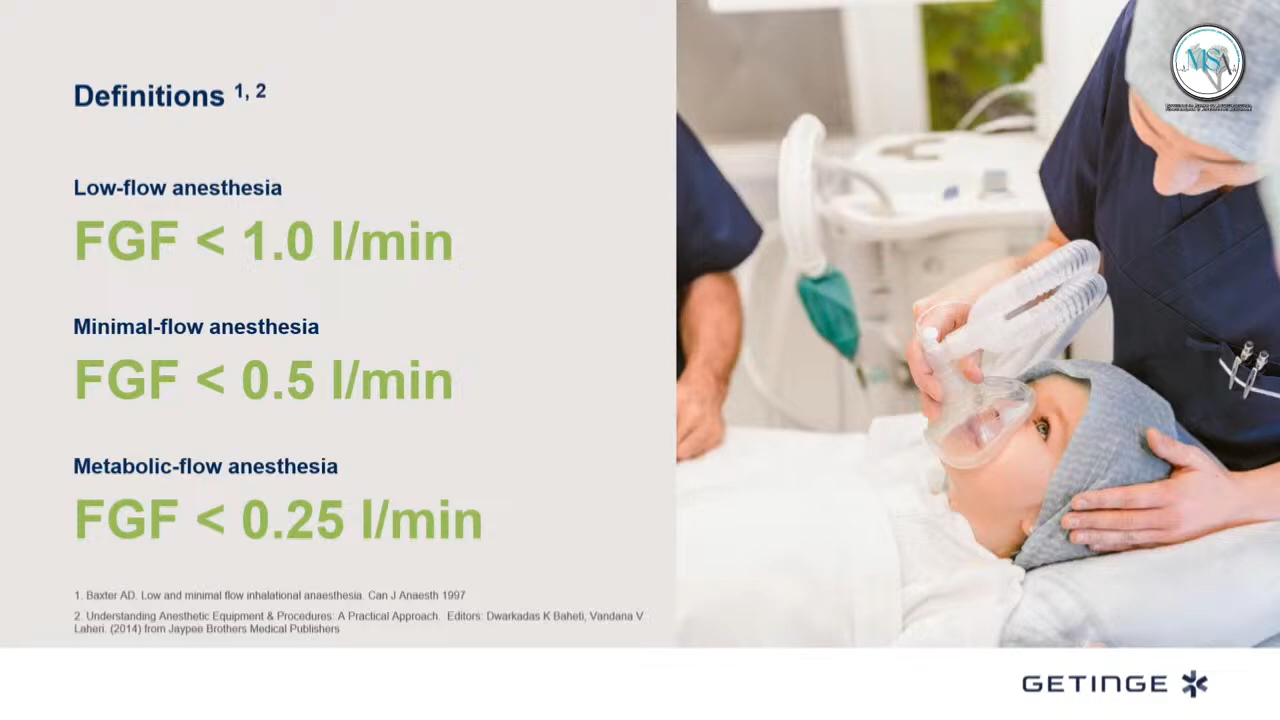 Definitions 1, 2
Low-flow anesthesia
FGF < 1.0 l/min
Minimal-flow anesthesia
FGF < 0.5 l/min
Metabolic-flow anesthesia
FGF < 0.25 l/min
1. Baxter AD. Low and minimal flow inhalational anaesthesia. Can J Anaesth 1997
2. Understanding Anesthetic Equipment & Procedures: A Practical Approach. Editors: Dwarkadas K Baheti, Vandana V
Laheri. (2014) from Jaypee Brothers Medical Publishers
MSA
GETINGE